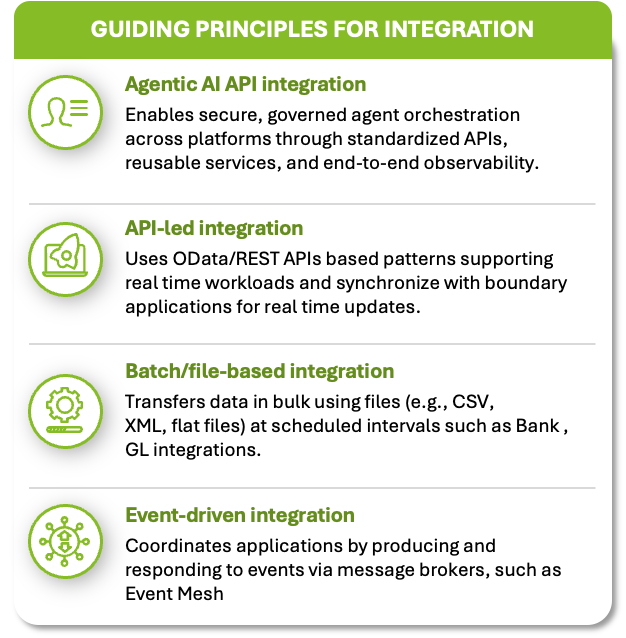 GUIDING PRINCIPLES FOR INTEGRATION
Agentic AI API integration
Enables secure, governed agent orchestration
across platforms through standardized APIs,
reusable services, and end-to-end observability.
API-led integration
Uses OData/REST APIs based patterns supporting
real time workloads and synchronize with boundary
applications for real time updates.
Batch/file-based integration
Transfers data in bulk using files (e.g., CSV,
XML, flat files) at scheduled intervals such as Bank ,
GL integrations.
Event-driven integration
Coordinates applications by producing and
responding to events via message brokers, such as
Event Mesh